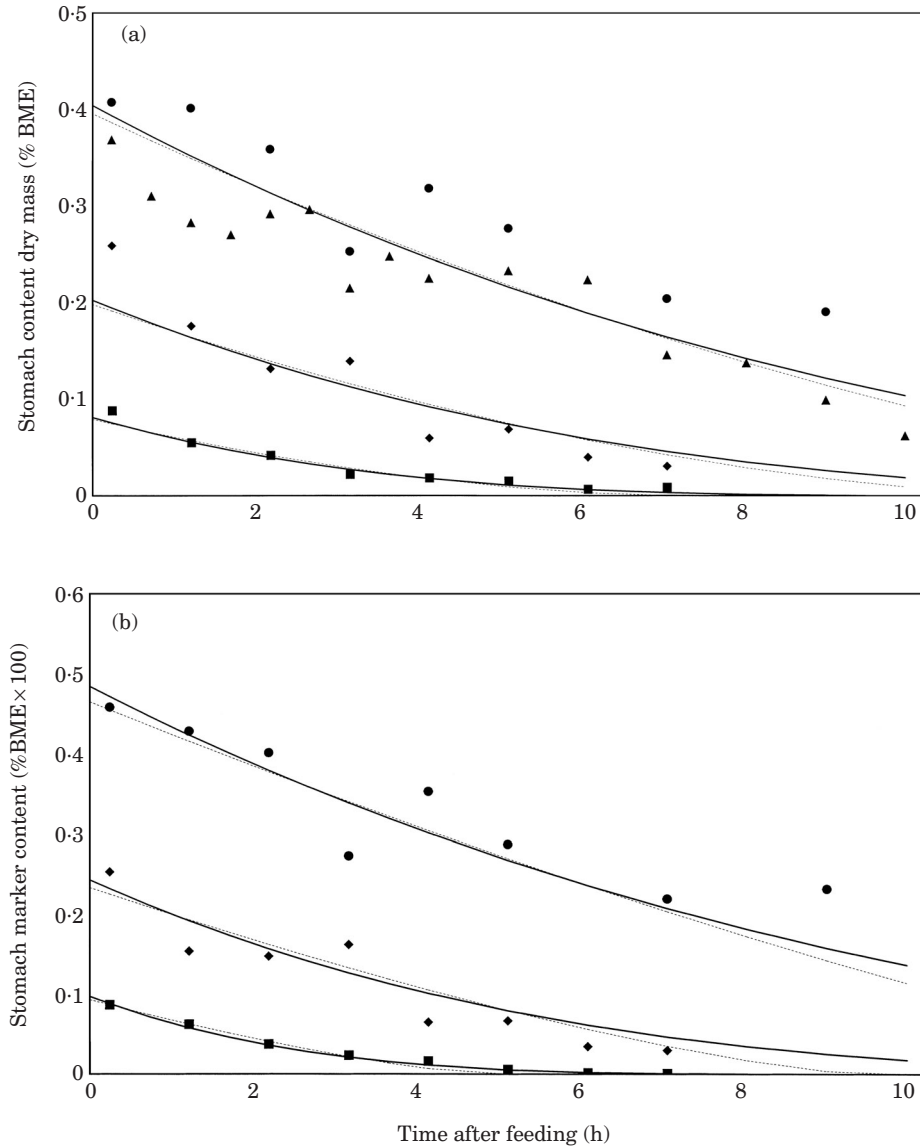 0·5
(a)
0·4
0·3
0·2
0·1
0
Stomach content dry mass (% BME)
0 2 4 6 8 10
0·6
(b)
0·5
0·4
0·3
0·2
0·1
0
Stomach marker content (%BME×100)
0 2 4 6 8 10
Time after feeding (h)